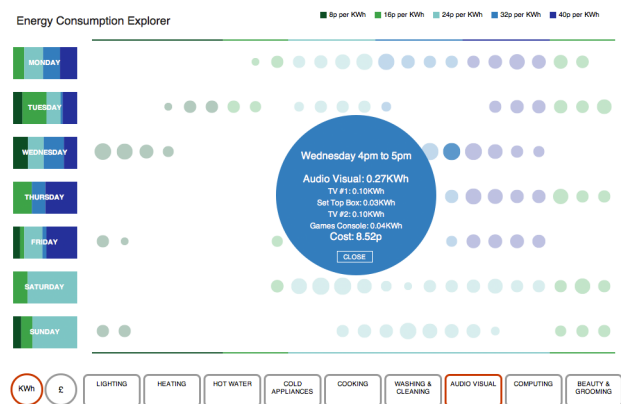 Energy Consumption Explorer
8p per KWh 16p per KWh 24p per KWh 32p per KWh 40p per KWh
MONDAY
TUESDAY
WEDNESDAY
THURSDAY
FRIDAY
SATURDAY
SUNDAY
Wednesday 4pm to 5pm
Audio Visual: 0.27KWh
TV #1: 0.10KWh
Set Top Box: 0.03KWh
TV #2: 0.10KWh
Games Console: 0.04KWh
Cost: 8.52p
CLOSE
KWh
£
LIGHTING
HEATING
HOT WATER
COLD
APPLIANCES
COOKING
WASHING &
CLEANING
AUDIO VISUAL
COMPUTING
BEAUTY &
GROOMING